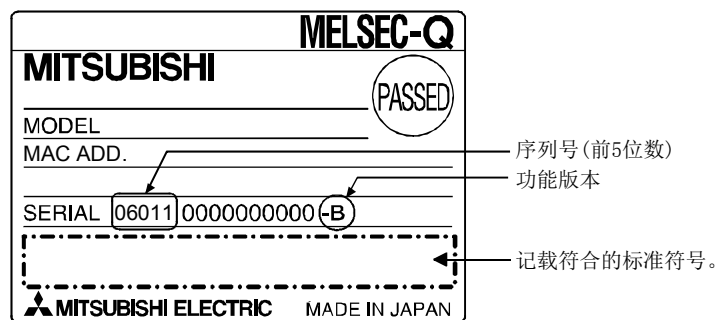 MELSEC-Q
MITSUBISHI
PASSED
MODEL
MAC ADD.
序列号(前5位数)
功能版本
SERIAL 06011 0000000000 -B
记载符合的标准符号。
MITSUBISHI ELECTRIC MADE IN JAPAN